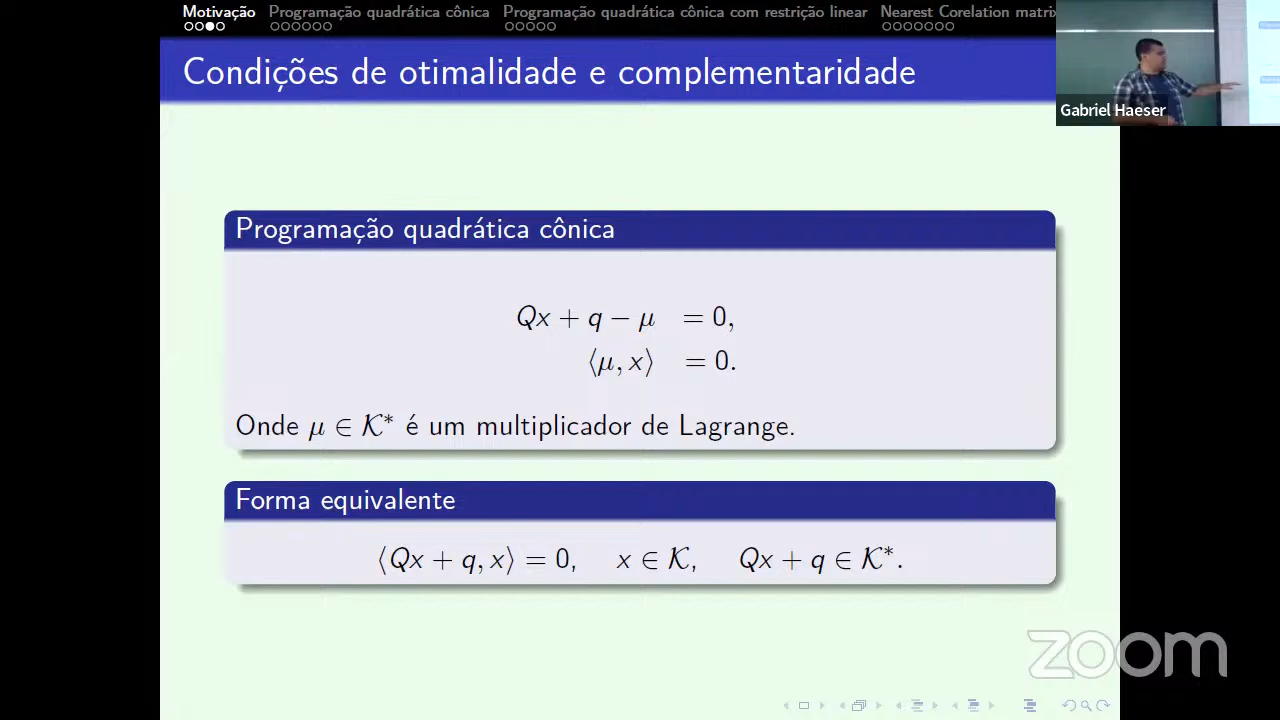 Motivação Programação quadrática cônica Programação quadrática cônica com restrição linear Nearest Corelation matrix
Condições de otimalidade e complementaridade
Gabriel Haeser
Programação quadrática cônica
Qx + q − μ = 0,
⟨μ, x⟩ = 0.
Onde μ ∈ K* é um multiplicador de Lagrange.
Forma equivalente
⟨Qx + q, x⟩ = 0, x ∈ K, Qx + q ∈ K*.
zoom